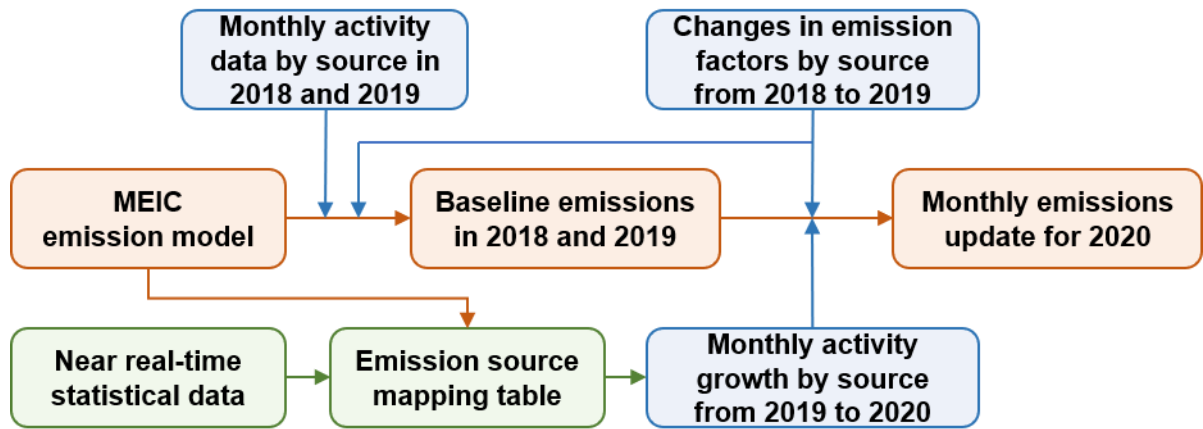 Monthly activity
data by source in
2018 and 2019
Changes in emission
factors by source
from 2018 to 2019
MEIC
emission model
Baseline emissions
in 2018 and 2019
Monthly emissions
update for 2020
Near real-time
statistical data
Emission source
mapping table
Monthly activity
growth by source
from 2019 to 2020